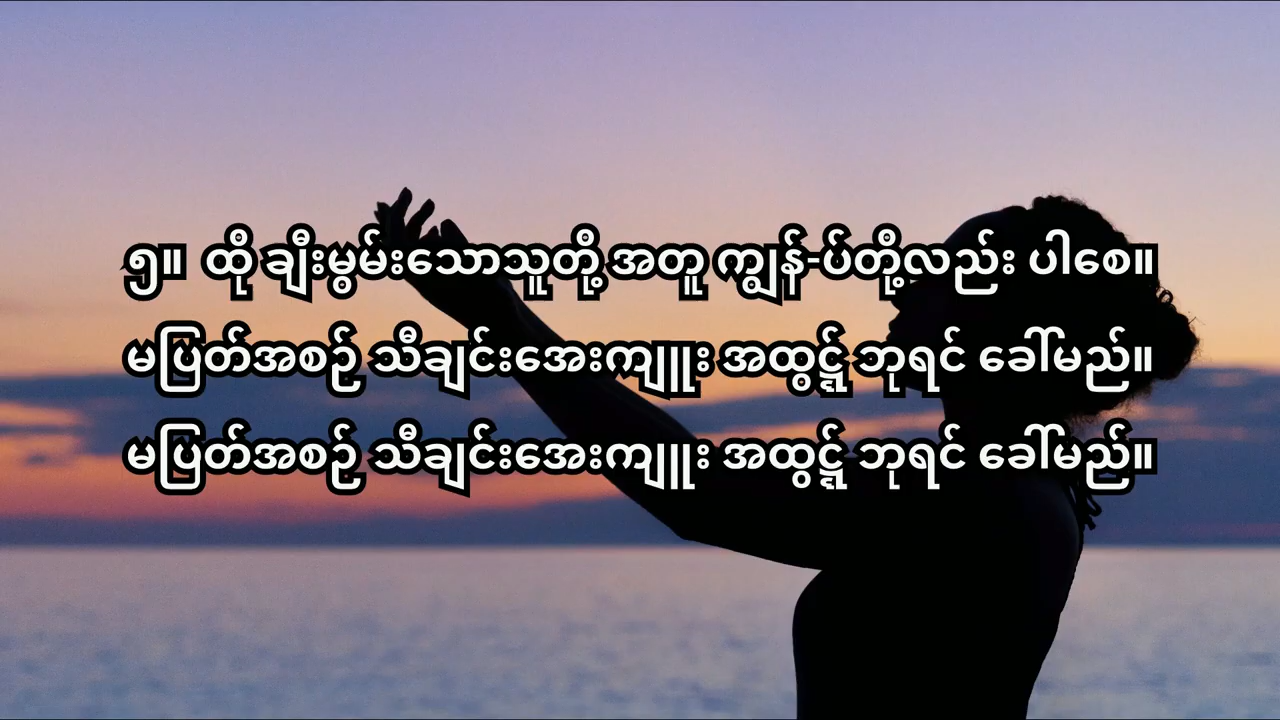 ၅။ ထို ချီးမွမ်းသောသူတို့ အတူ ကျွန်-ပ်တို့လည်း ပါစေ။
မပြတ်အစဉ် သီချင်းအေးကျူး အထွဋ္ဋ် ဘုရင် ခေါ်မည်။
မပြတ်အစဉ် သီချင်းအေးကျူး အထွဋ္ဋ် ဘုရင် ခေါ်မည်။